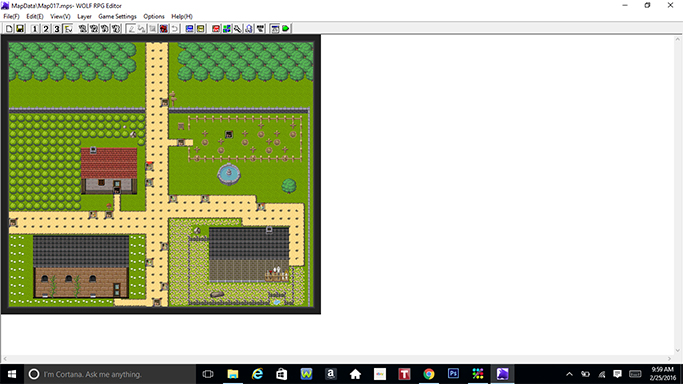 MapData\Map017.mps- WOLF RPG Editor
File(F) Edit(E) View(V) Layer Game Settings Options Help(H)
1 2 3
I'm Cortana. Ask me anything.
9:59 AM
2/25/2016